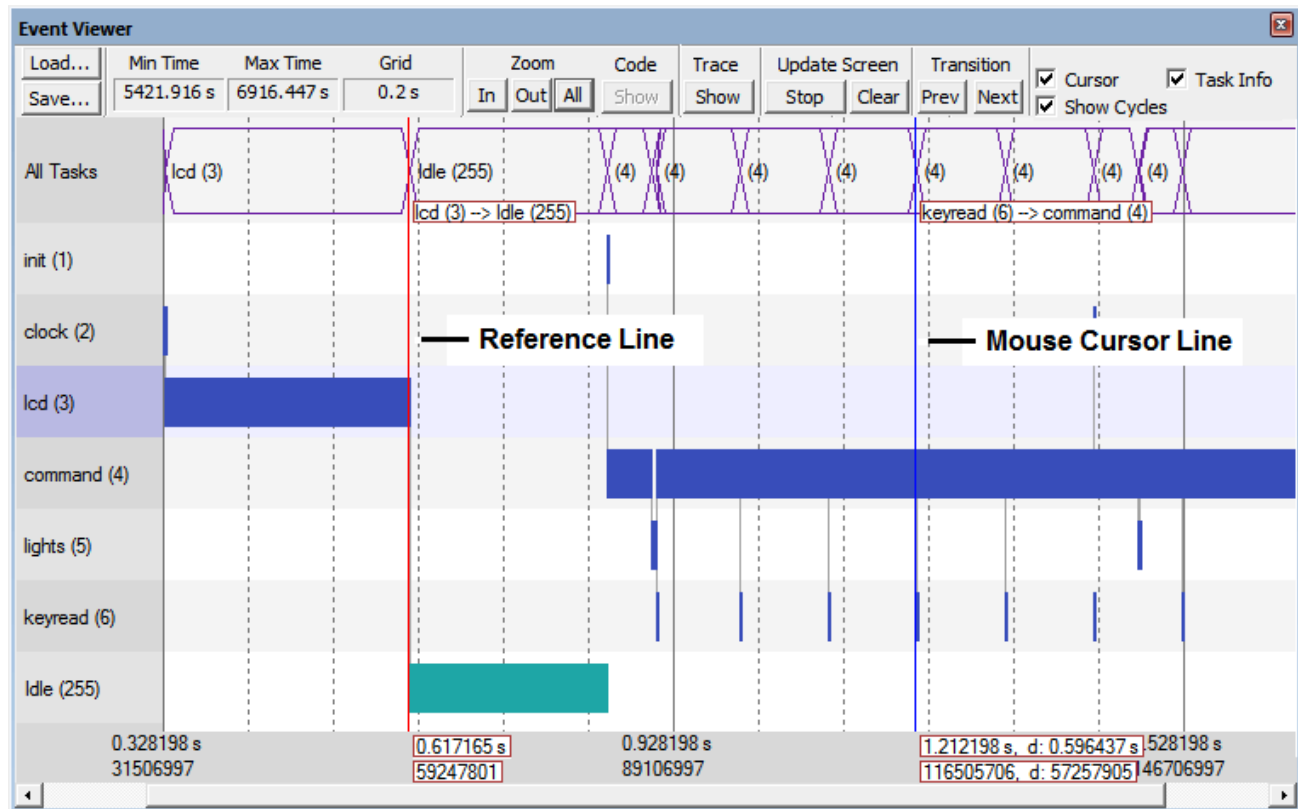 Event Viewer
Load... Min Time Max Time Grid Zoom Code Trace Update Screen Transition Cursor Task Info
Save... 5421.916 s 6916.447 s 0.2 s In Out All Show Show Stop Clear Prev Next Show Cycles
All Tasks lcd (3) Idle (255) (4) (4) (4) (4) (4) (4) (4) (4)
lcd (3) --> Idle (255) keyread (6) --> command (4)
init (1)
clock (2) Reference Line Mouse Cursor Line
lcd (3)
command (4)
lights (5)
keyread (6)
Idle (255)
0.328198 s 0.617165 s 0.928198 s 1.212198 s, d: 0.596437 s .528198 s
31506997 59247801 89106997 116505706, d: 57257905 46706997